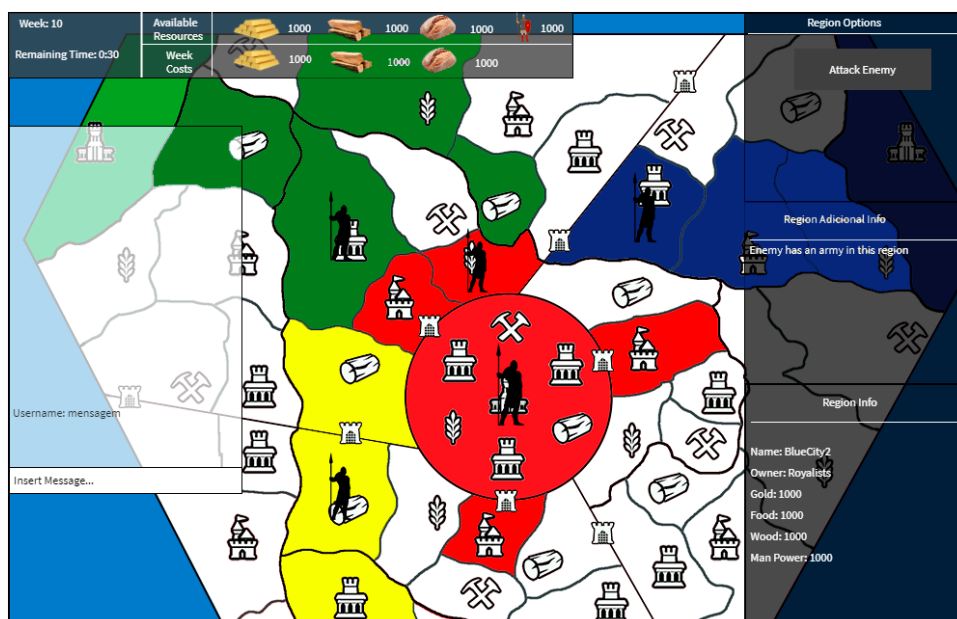 Week: 10
Remaining Time: 0:30
Available
Resources
1000
1000
1000
1000
Week
Costs
1000
1000
1000
Region Options
Attack Enemy
Region Adicional Info
Enemy has an army in this region
Region Info
Name: BlueCity2
Owner: Royalists
Gold: 1000
Food: 1000
Wood: 1000
Man Power: 1000
Username: mensagem
Insert Message...